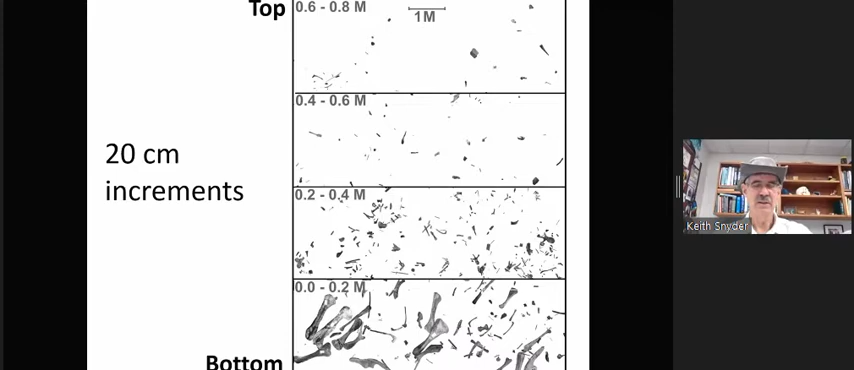 Top
0.6 - 0.8 M
1M
0.4 - 0.6 M
20 cm
increments
0.2 - 0.4 M
0.0 - 0.2 M
Bottom
Keith Snyder